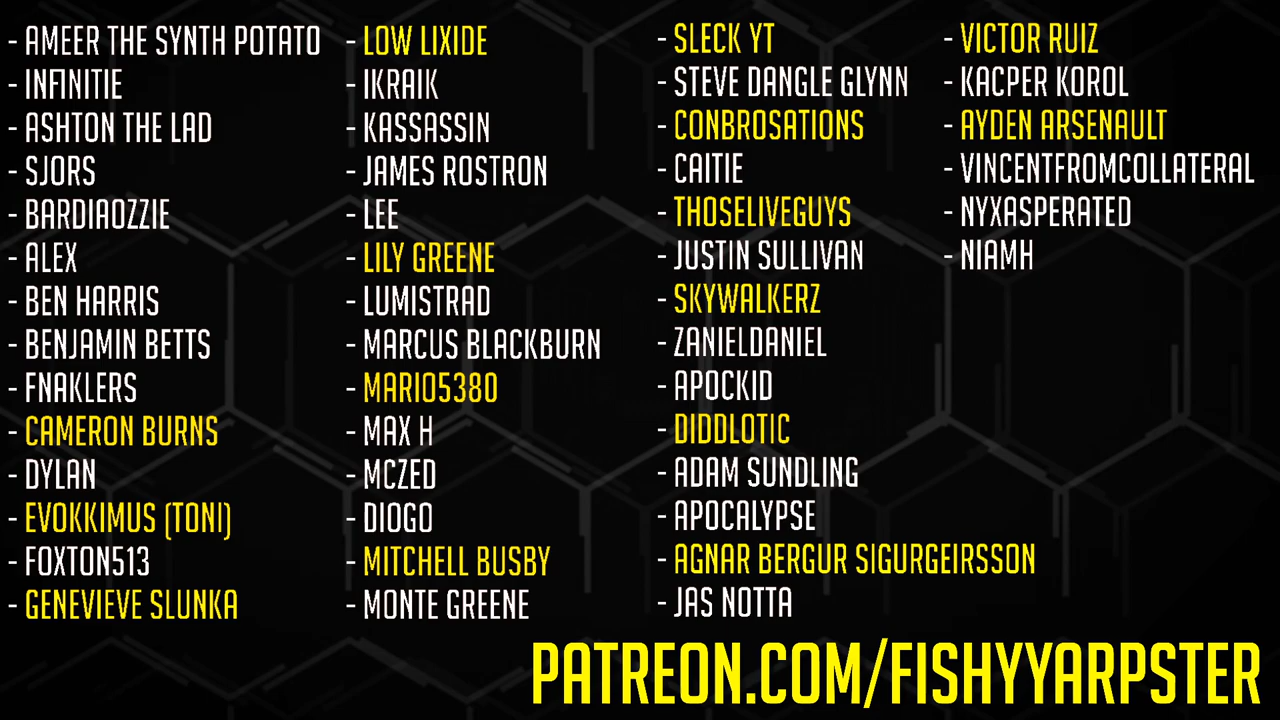 - AMEER THE SYNTH POTATO
- INFINITIE
- ASHTON THE LAD
- SJORS
- BARDIAOZZIE
- ALEX
- BEN HARRIS
- BENJAMIN BETTS
- FNAKLERS
- CAMERON BURNS
- DYLAN
- EVOKKIMUS (TONI)
- FOXTON513
- GENEVIEVE SLUNKA
- LOW LIXIDE
- IKRAIK
- KASSASSIN
- JAMES ROSTRON
- LEE
- LILY GREENE
- LUMISTRAD
- MARCUS BLACKBURN
- MARIO5380
- MAX H
- MCZED
- DIOGO
- MITCHELL BUSBY
- MONTE GREENE
- SLECK YT
- STEVE DANGLE GLYNN
- CONBROSATIONS
- CAITIE
- THOSELIVEGUYS
- JUSTIN SULLIVAN
- SKYWALKERZ
- ZANIELDANIEL
- APOCKID
- DIDDLOTIC
- ADAM SUNDLING
- APOCALYPSE
- AGNAR BERGUR SIGURGEIRSSON
- JAS NOTTA
- VICTOR RUIZ
- KACPER KOROL
- AYDEN ARSENAULT
- VINCENTFROMCOLLATERAL
- NYXASPERATED
- NIAMH
PATREON.COM/FISHYYARPSTER